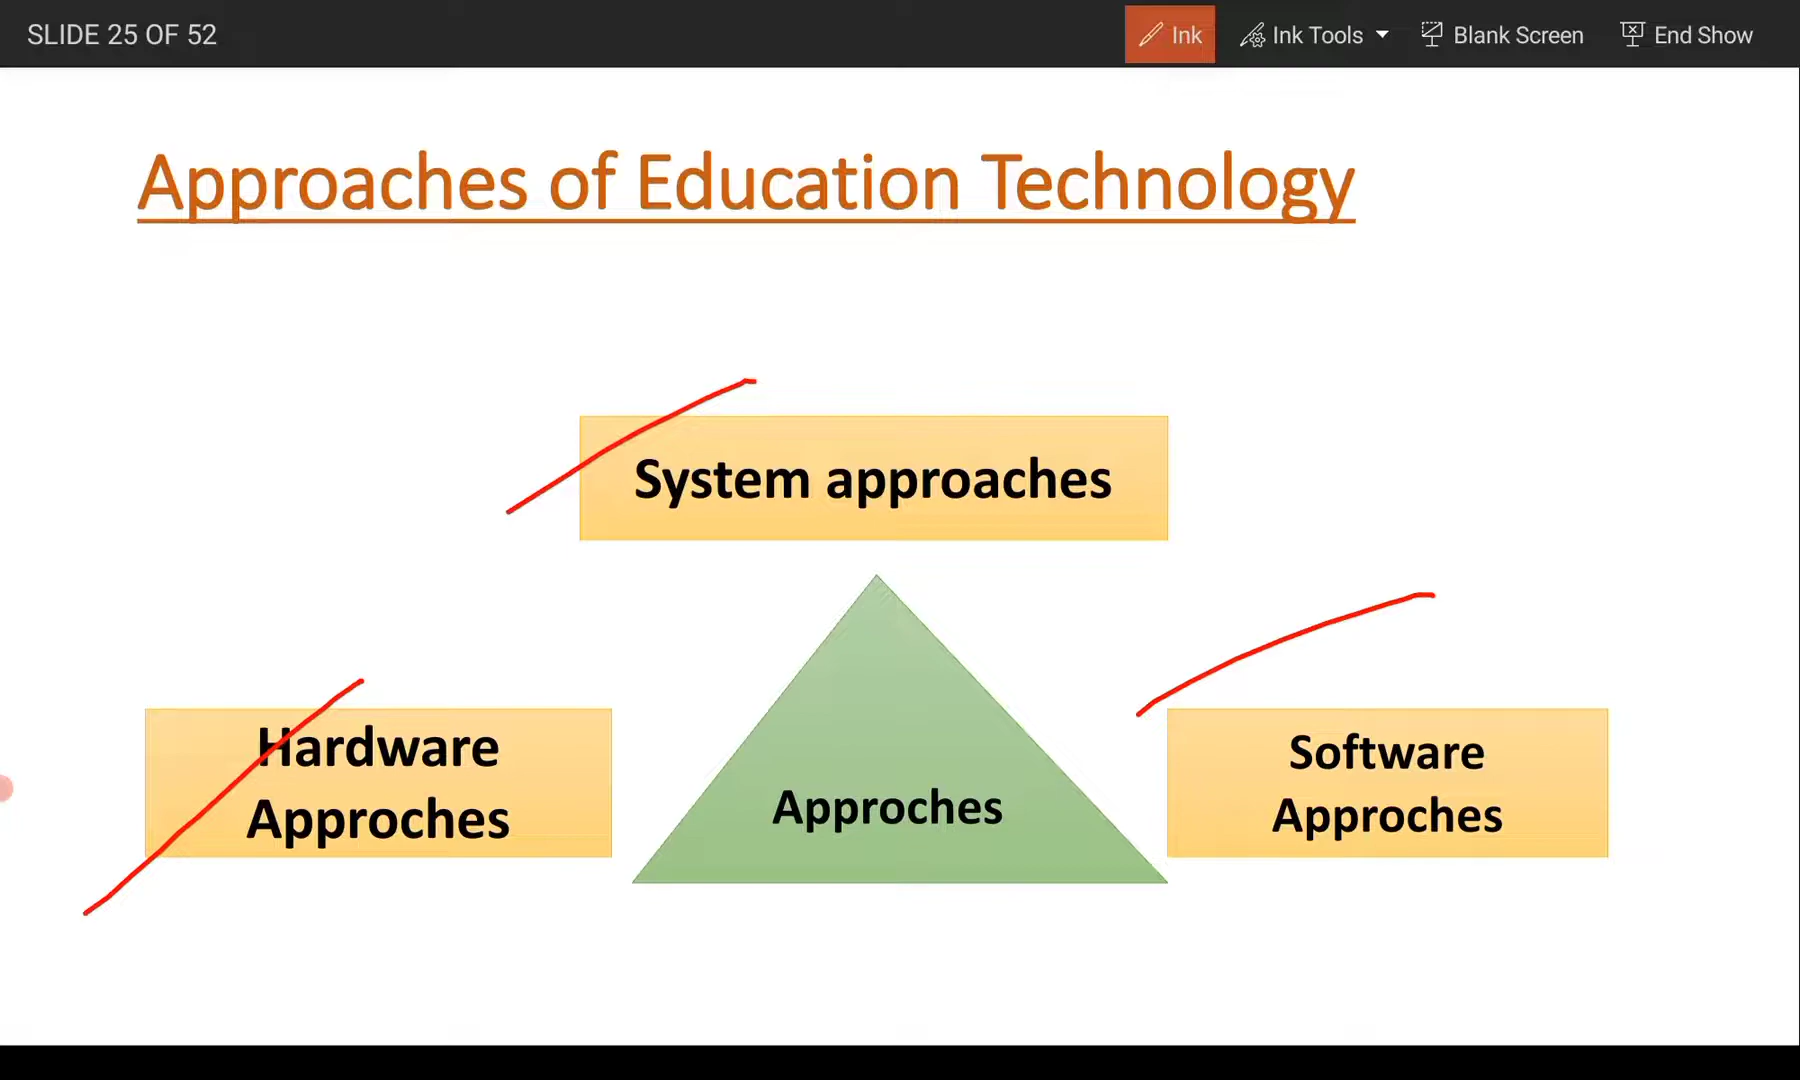 SLIDE 25 OF 52
Ink
Ink Tools
Blank Screen
End Show
Approaches of Education Technology
System approaches
Hardware
Approches
Approches
Software
Approches